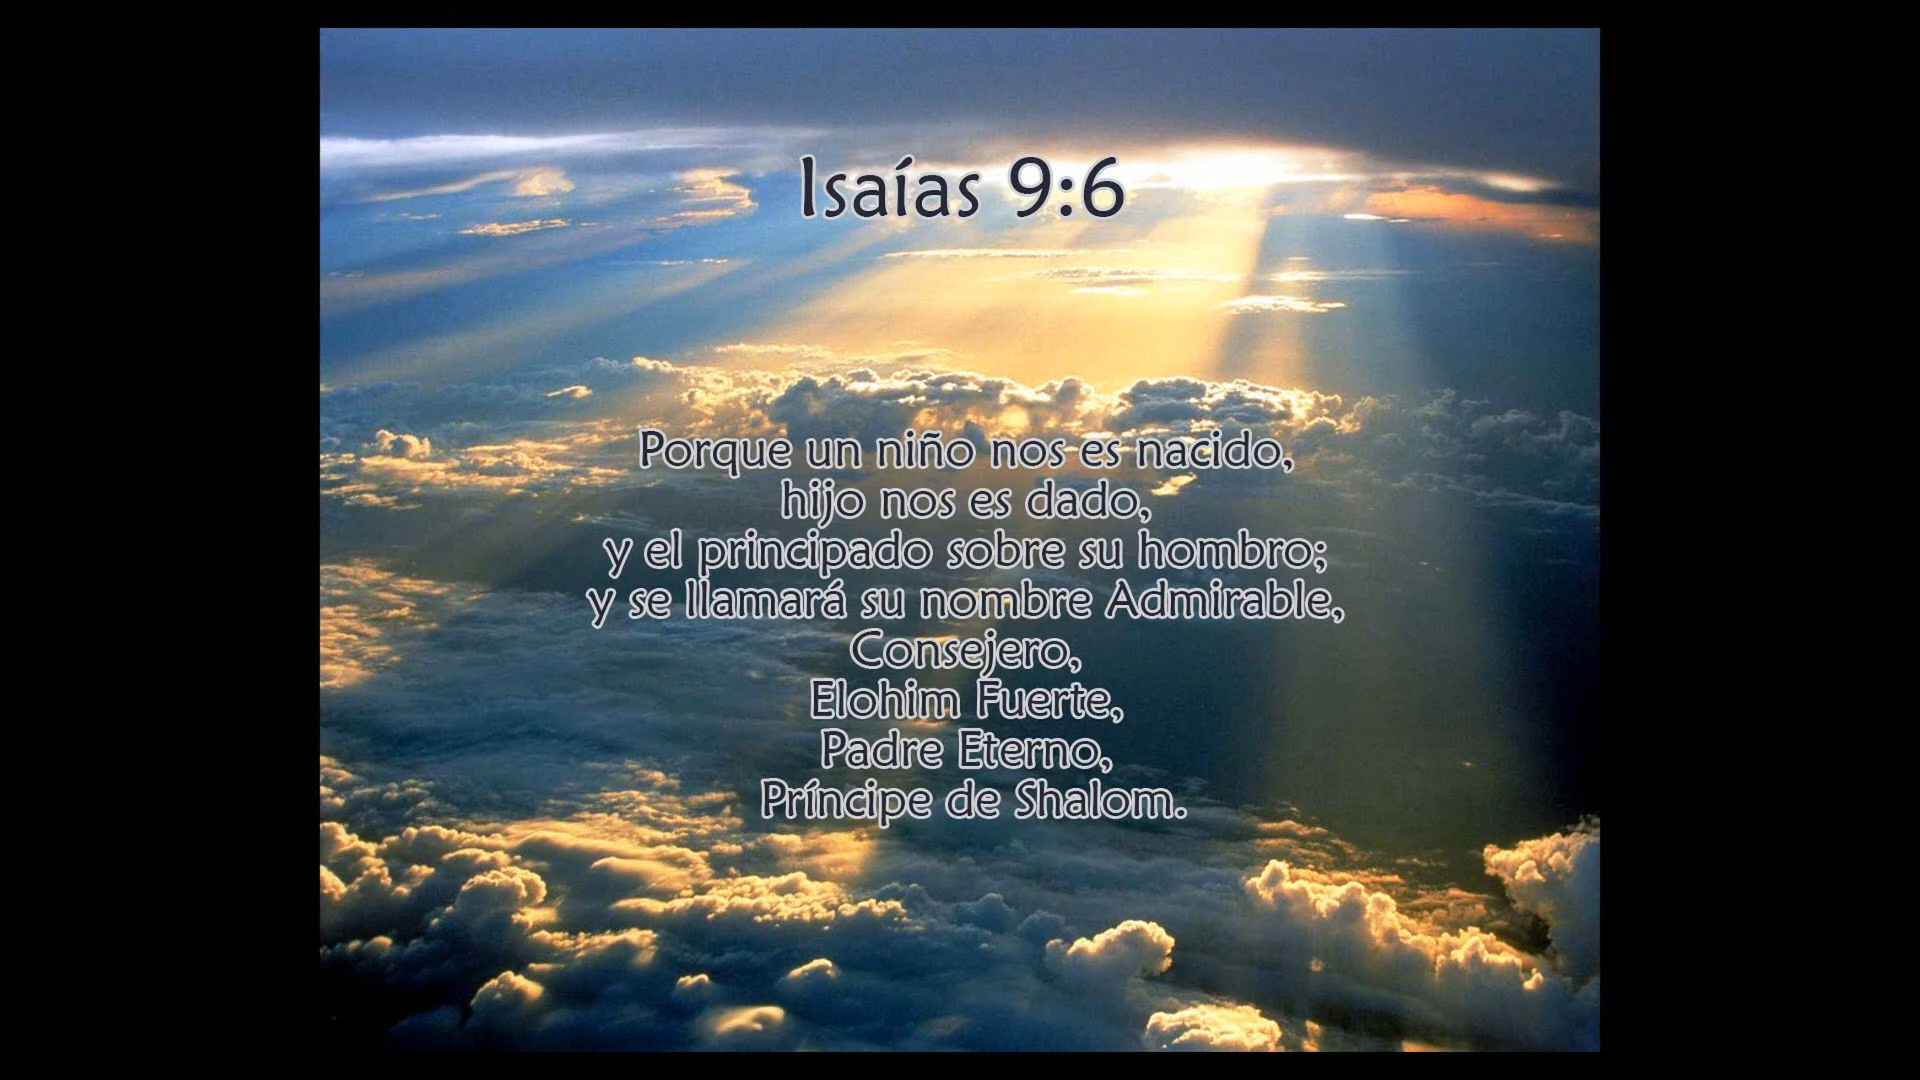 Isaías 9:6
Porque un niño nos es nacido,
hijo nos es dado,
y el principado sobre su hombro;
y se llamará su nombre Admirable,
Consejero,
Elohim Fuerte,
Padre Eterno,
Príncipe de Shalom.